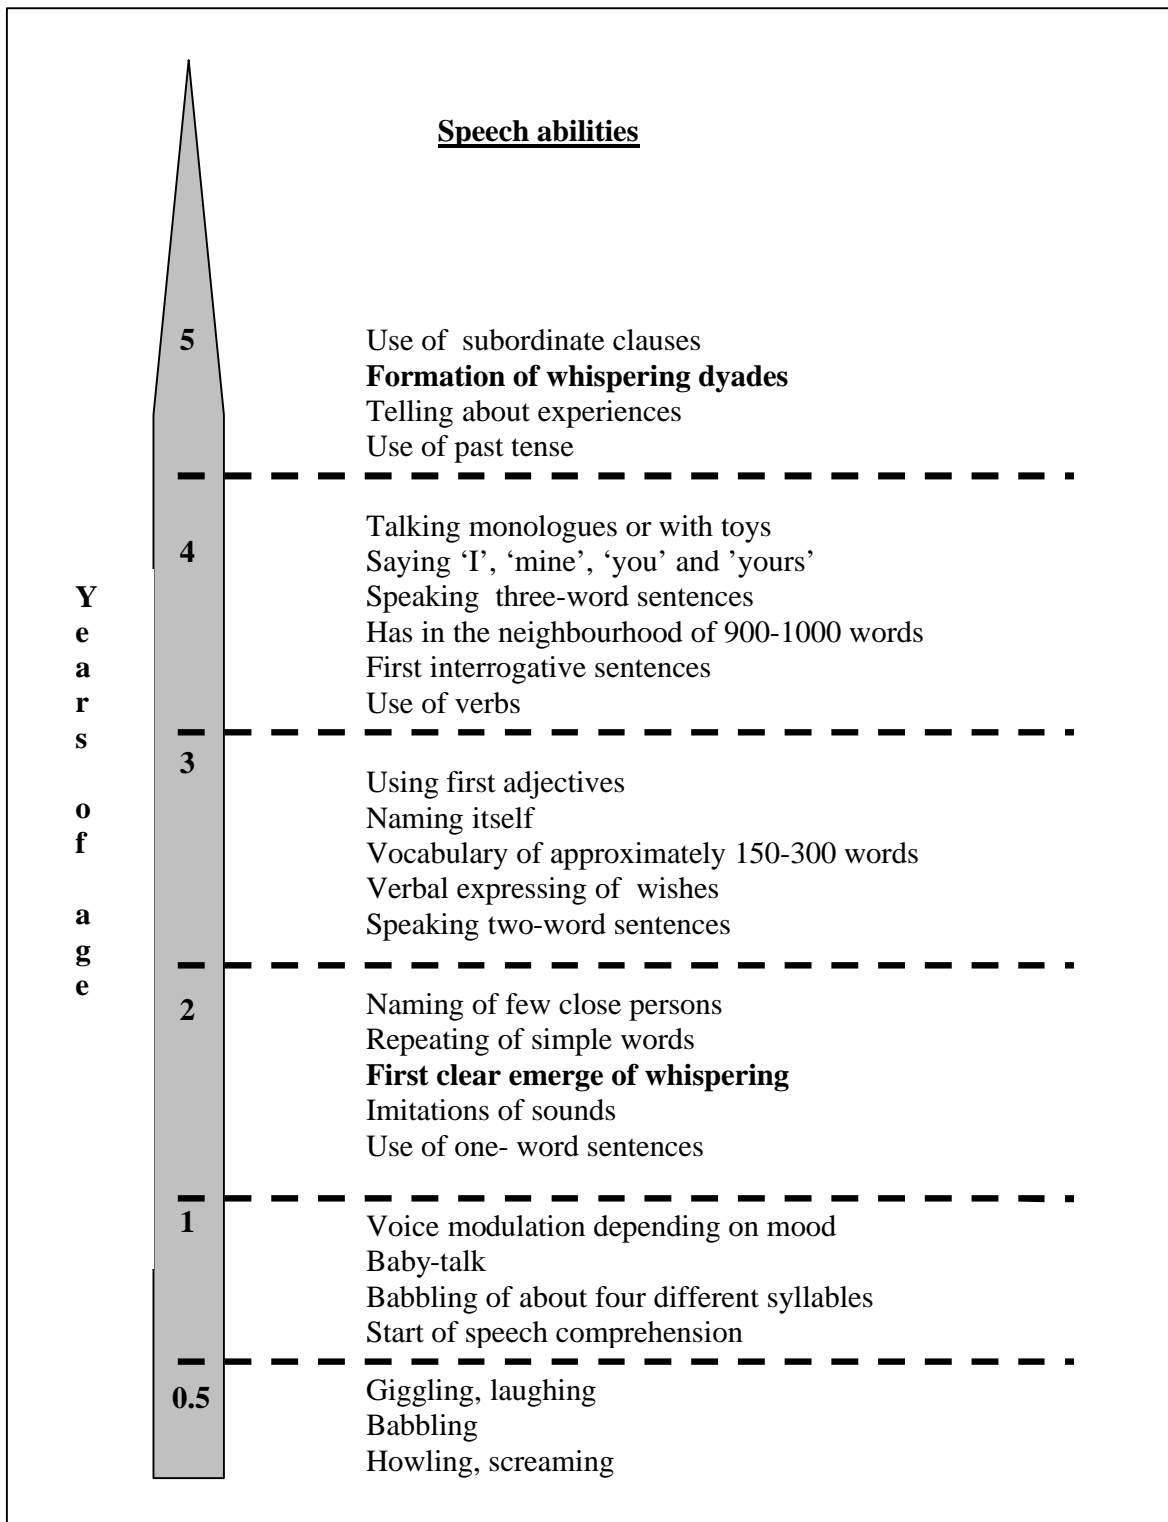 Speech abilities
5
Use of subordinate clauses
Formation of whispering dyades
Telling about experiences
Use of past tense
4
Talking monologues or with toys
Saying ‘I’, ‘mine’, ‘you’ and ’yours’
Speaking three-word sentences
Has in the neighbourhood of 900-1000 words
First interrogative sentences
Use of verbs
Years of age
3
Using first adjectives
Naming itself
Vocabulary of approximately 150-300 words
Verbal expressing of wishes
Speaking two-word sentences
2
Naming of few close persons
Repeating of simple words
First clear emerge of whispering
Imitations of sounds
Use of one- word sentences
1
Voice modulation depending on mood
Baby-talk
Babbling of about four different syllables
Start of speech comprehension
0.5
Giggling, laughing
Babbling
Howling, screaming